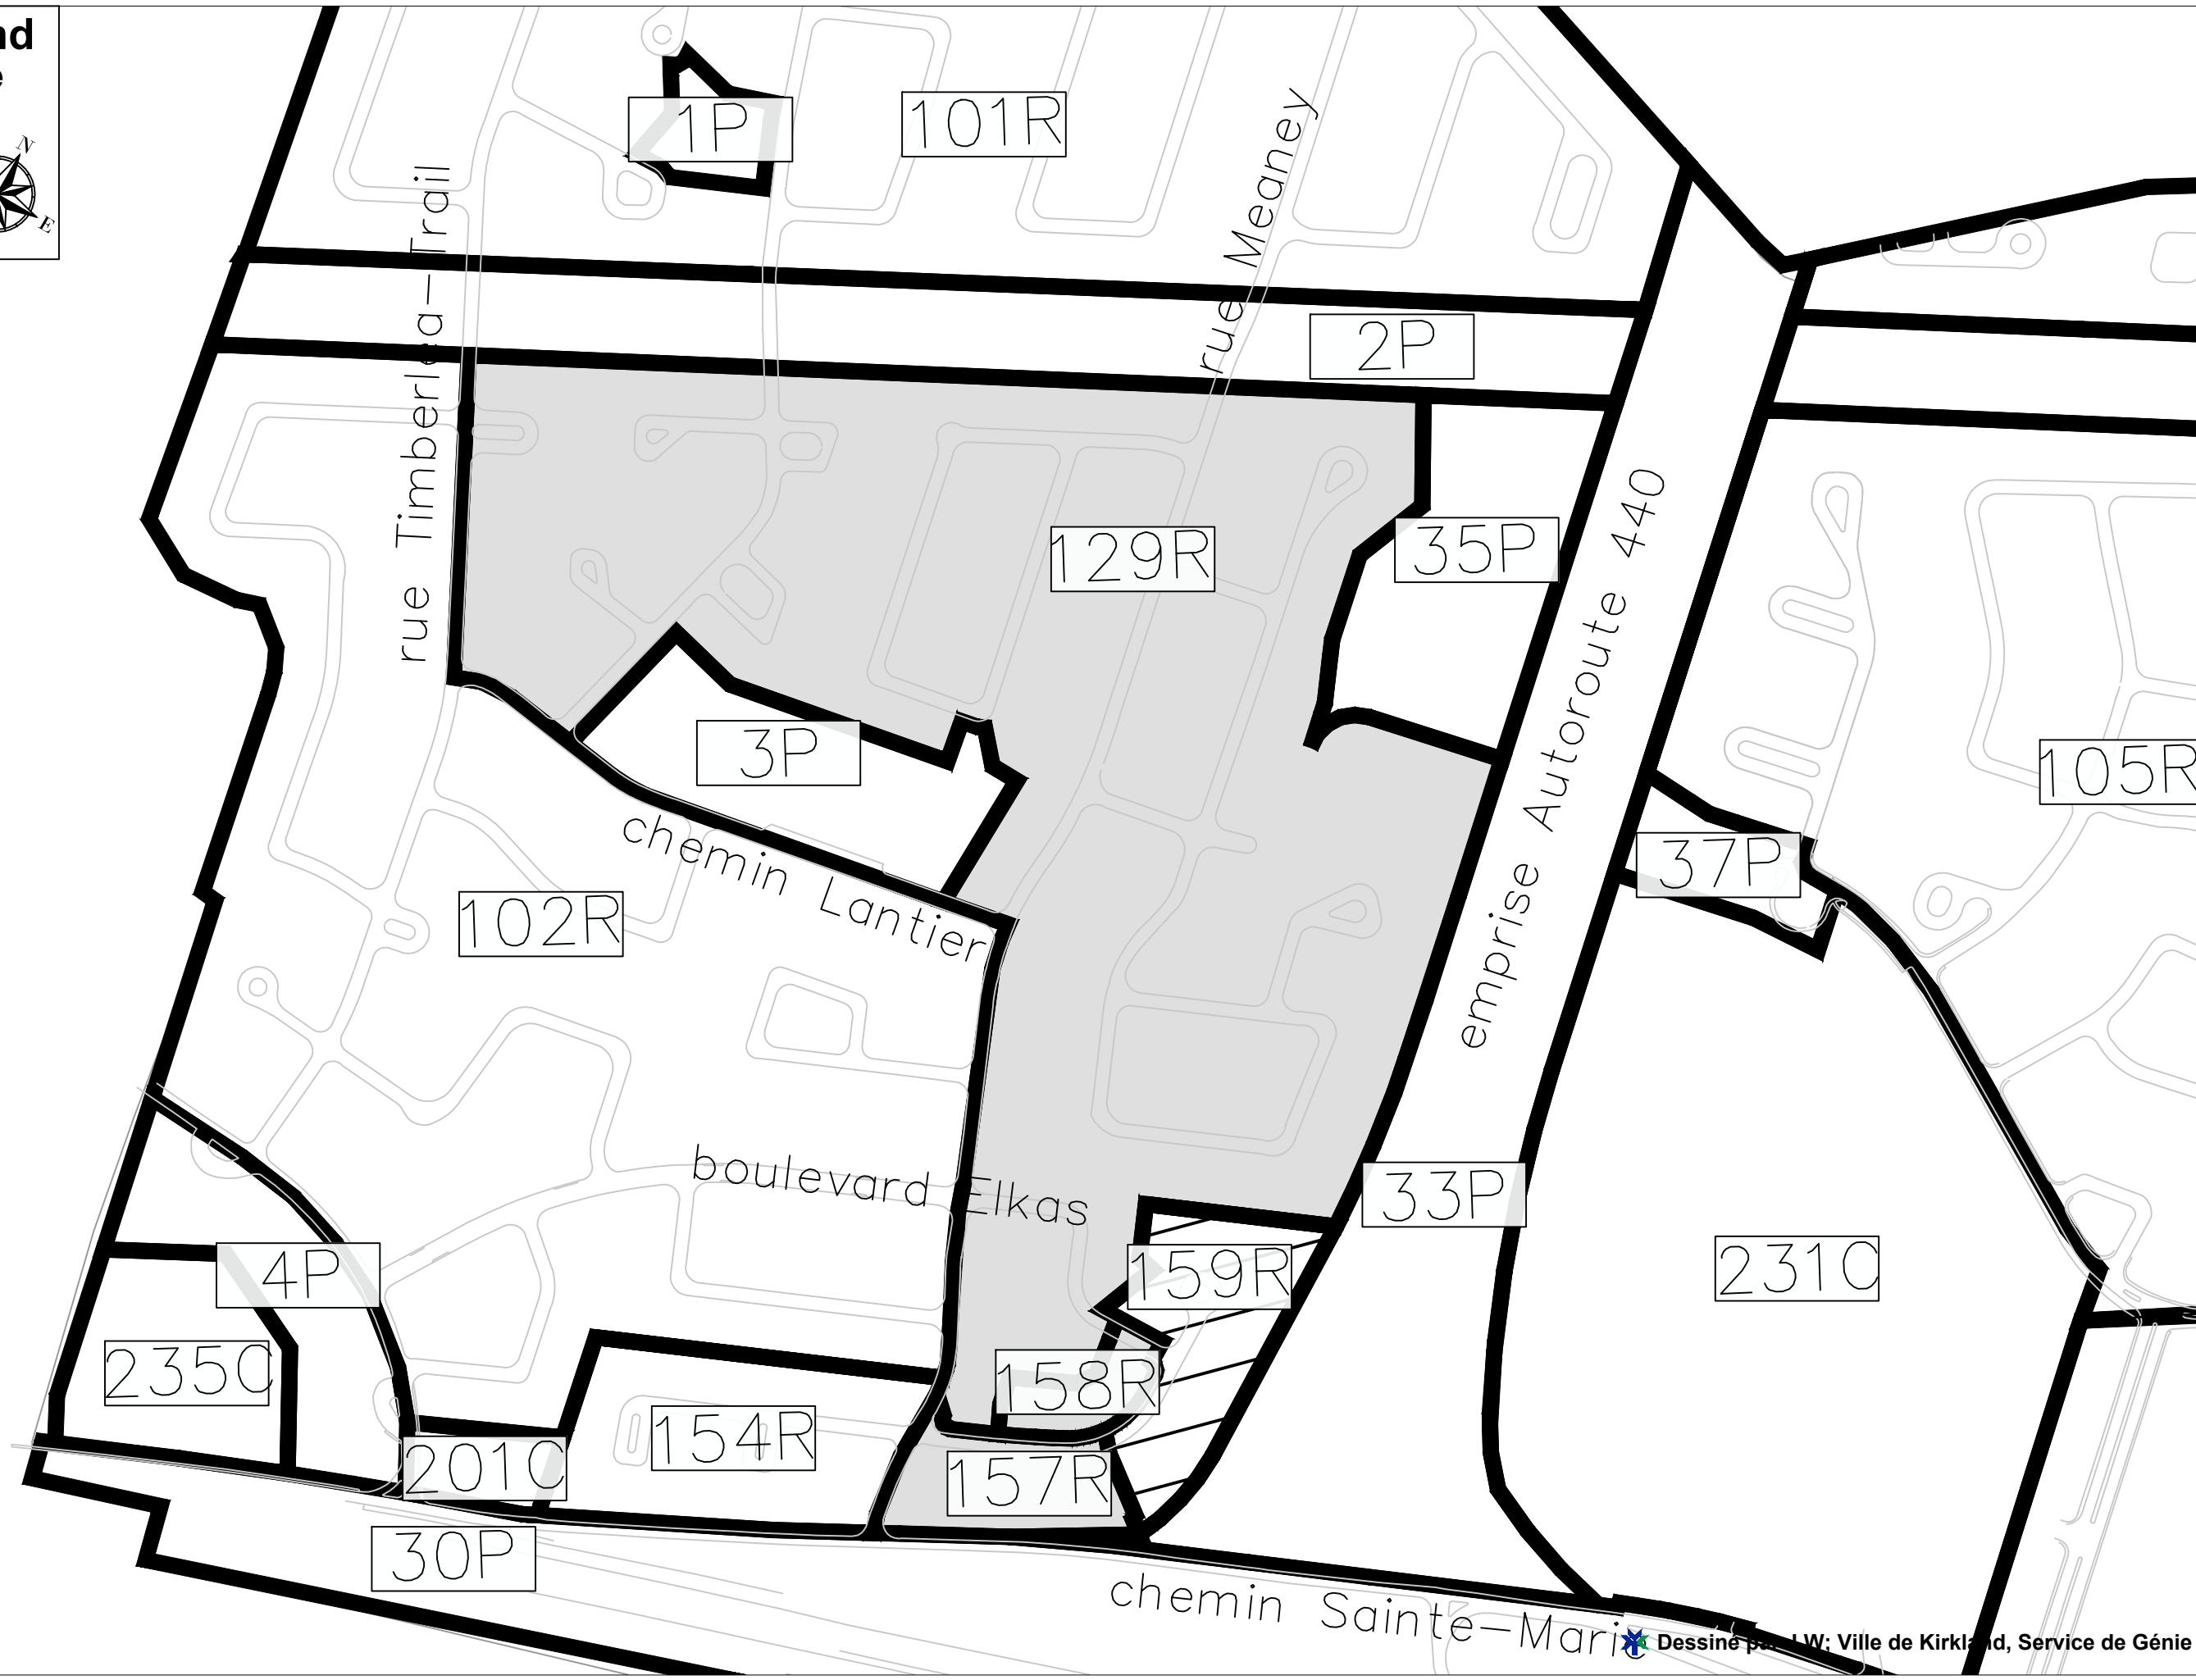 nd
e
N
E
1P
101R
rue Timberlea-Trail
rue Meaney
2P
129R
35P
emprise Autoroute 440
3P
105R
chemin Lantier
37P
102R
boulevard Elkas
33P
159R
231C
4P
235C
158R
154R
201C
157R
30P
chemin Sainte-Marie
Dessiné par LW; Ville de Kirkland, Service de Génie